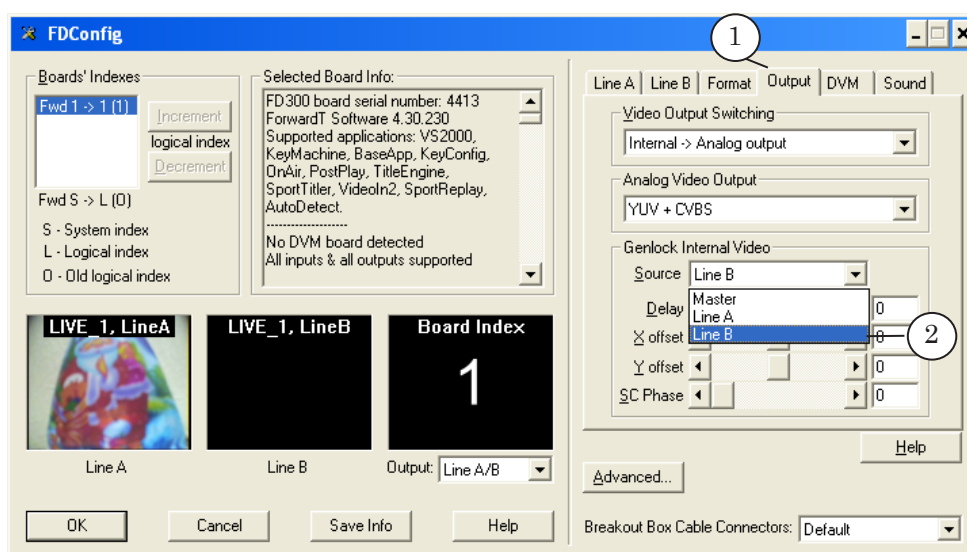 FDConfig
1
Boards' Indexes
Fwd 1 -> 1 (1)
Increment
logical index
Decrement
Fwd S -> L (O)
S - System index
L - Logical index
O - Old logical index
Selected Board Info:
FD300 board serial number: 4413
ForwardT Software 4.30.230
Supported applications: VS2000,
KeyMachine, BaseApp, KeyConfig,
OnAir, PostPlay, TitleEngine,
SportTitler, VideoIn2, SportReplay,
AutoDetect.
-------------------
No DVM board detected
All inputs & all outputs supported
LIVE_1, LineA
LIVE_1, LineB
Board Index
1
Line A
Line B
Output: Line A/B
OK
Cancel
Save Info
Help
Line A
Line B
Format
Output
DVM
Sound
Video Output Switching
Internal -> Analog output
Analog Video Output
YUV + CVBS
Genlock Internal Video
Source Line B
Master
Line A
Line B
Delay 0
X offset 0
2
Y offset 0
SC Phase 0
Help
Advanced...
Breakout Box Cable Connectors: Default